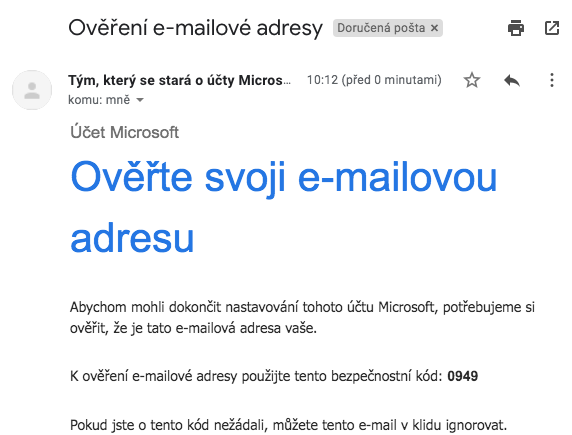 Ověření e-mailové adresy Doručená pošta ×
Tým, který se stará o účty Micros... 10:12 (před 0 minutami)
komu: mně
Účet Microsoft
Ověřte svoji e-mailovou
adresu
Abychom mohli dokončit nastavování tohoto účtu Microsoft, potřebujeme si
ověřit, že je tato e-mailová adresa vaše.
K ověření e-mailové adresy použijte tento bezpečnostní kód: 0949
Pokud jste o tento kód nežádali, můžete tento e-mail v klidu ignorovat.